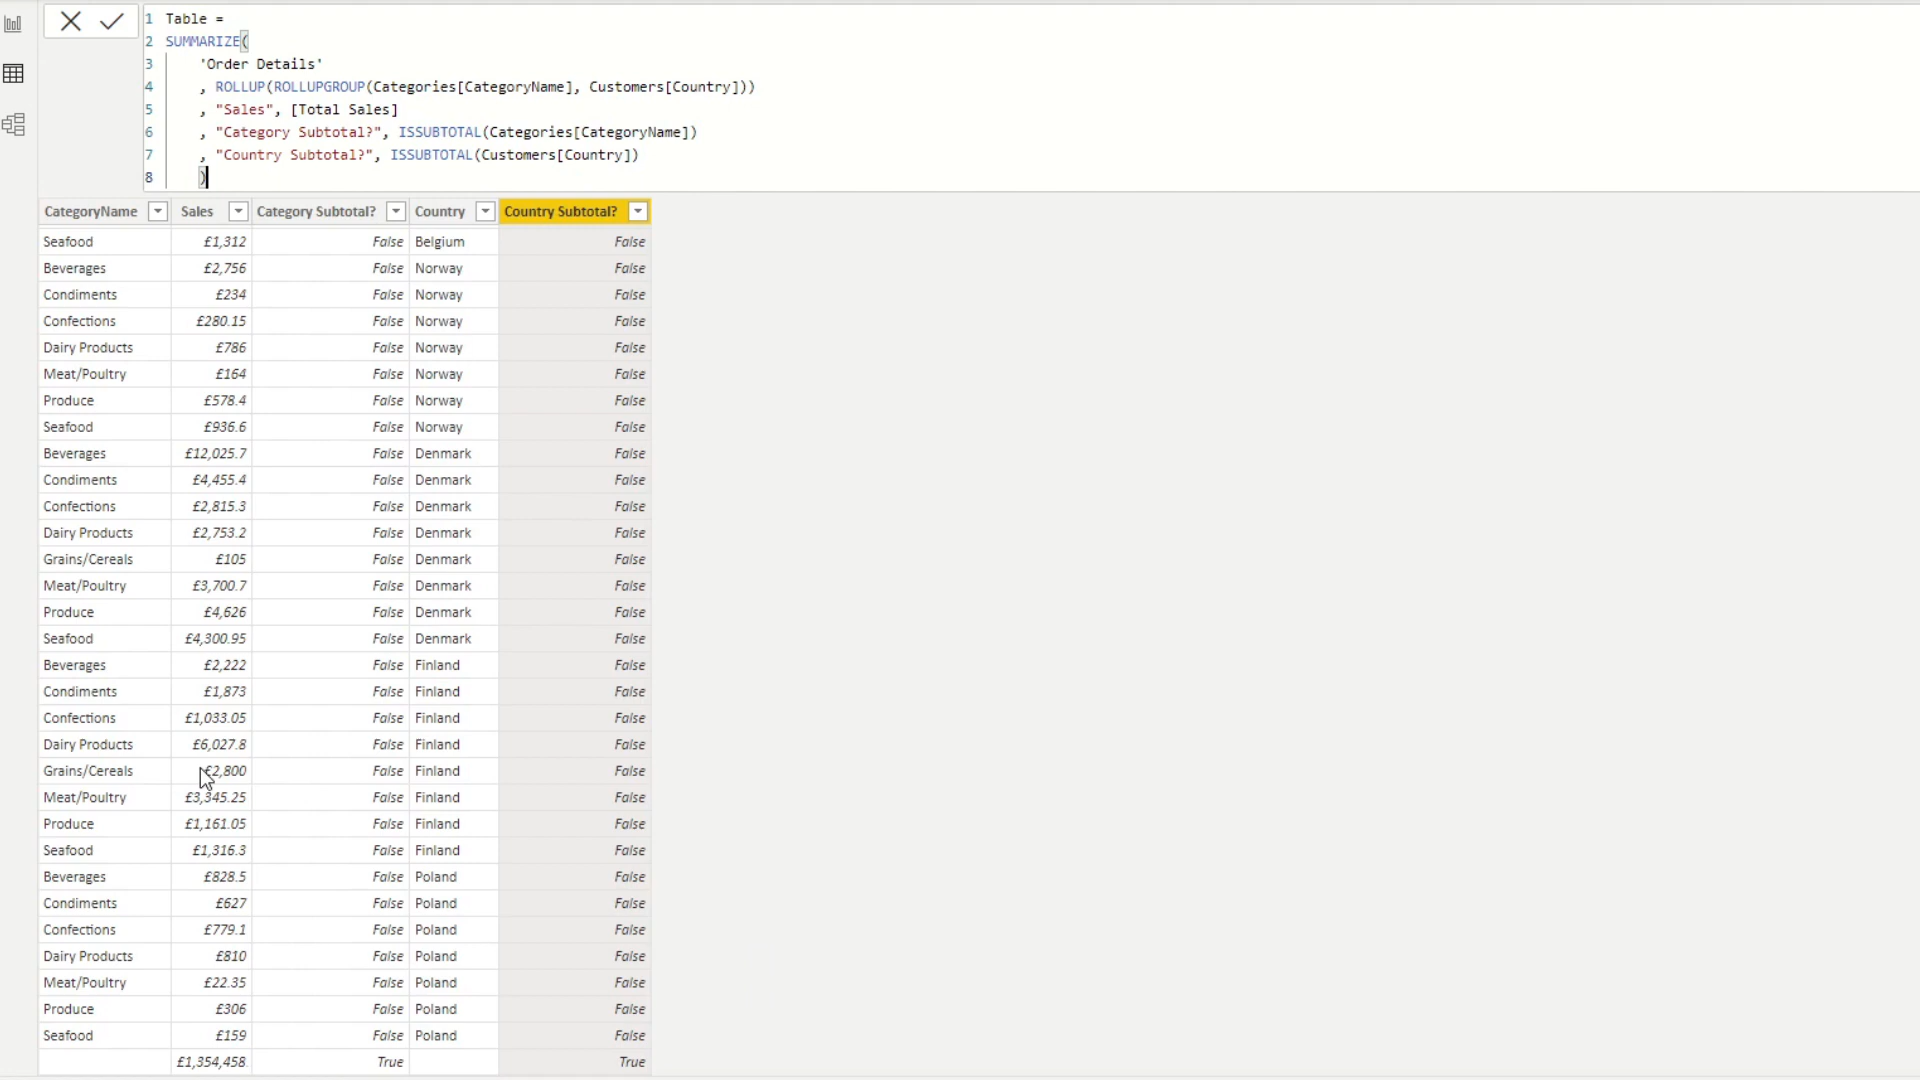 1 Table =
2 SUMMARIZE(
3 'Order Details'
4 , ROLLUP(ROLLUPGROUP(Categories[CategoryName], Customers[Country]))
5 , "Sales", [Total Sales]
6 , "Category Subtotal?", ISSUBTOTAL(Categories[CategoryName])
7 , "Country Subtotal?", ISSUBTOTAL(Customers[Country])
8 )
CategoryName Sales Category Subtotal? Country Country Subtotal?
Seafood £1,312 False Belgium False
Beverages £2,756 False Norway False
Condiments £234 False Norway False
Confections £280.15 False Norway False
Dairy Products £786 False Norway False
Meat/Poultry £164 False Norway False
Produce £578.4 False Norway False
Seafood £936.6 False Norway False
Beverages £12,025.7 False Denmark False
Condiments £4,455.4 False Denmark False
Confections £2,815.3 False Denmark False
Dairy Products £2,753.2 False Denmark False
Grains/Cereals £105 False Denmark False
Meat/Poultry £3,700.7 False Denmark False
Produce £4,626 False Denmark False
Seafood £4,300.95 False Denmark False
Beverages £2,222 False Finland False
Condiments £1,873 False Finland False
Confections £1,033.05 False Finland False
Dairy Products £6,027.8 False Finland False
Grains/Cereals £2,800 False Finland False
Meat/Poultry £3,345.25 False Finland False
Produce £1,161.05 False Finland False
Seafood £1,316.3 False Finland False
Beverages £828.5 False Poland False
Condiments £627 False Poland False
Confections £779.1 False Poland False
Dairy Products £810 False Poland False
Meat/Poultry £22.35 False Poland False
Produce £306 False Poland False
Seafood £159 False Poland False
£1,354,458. True True